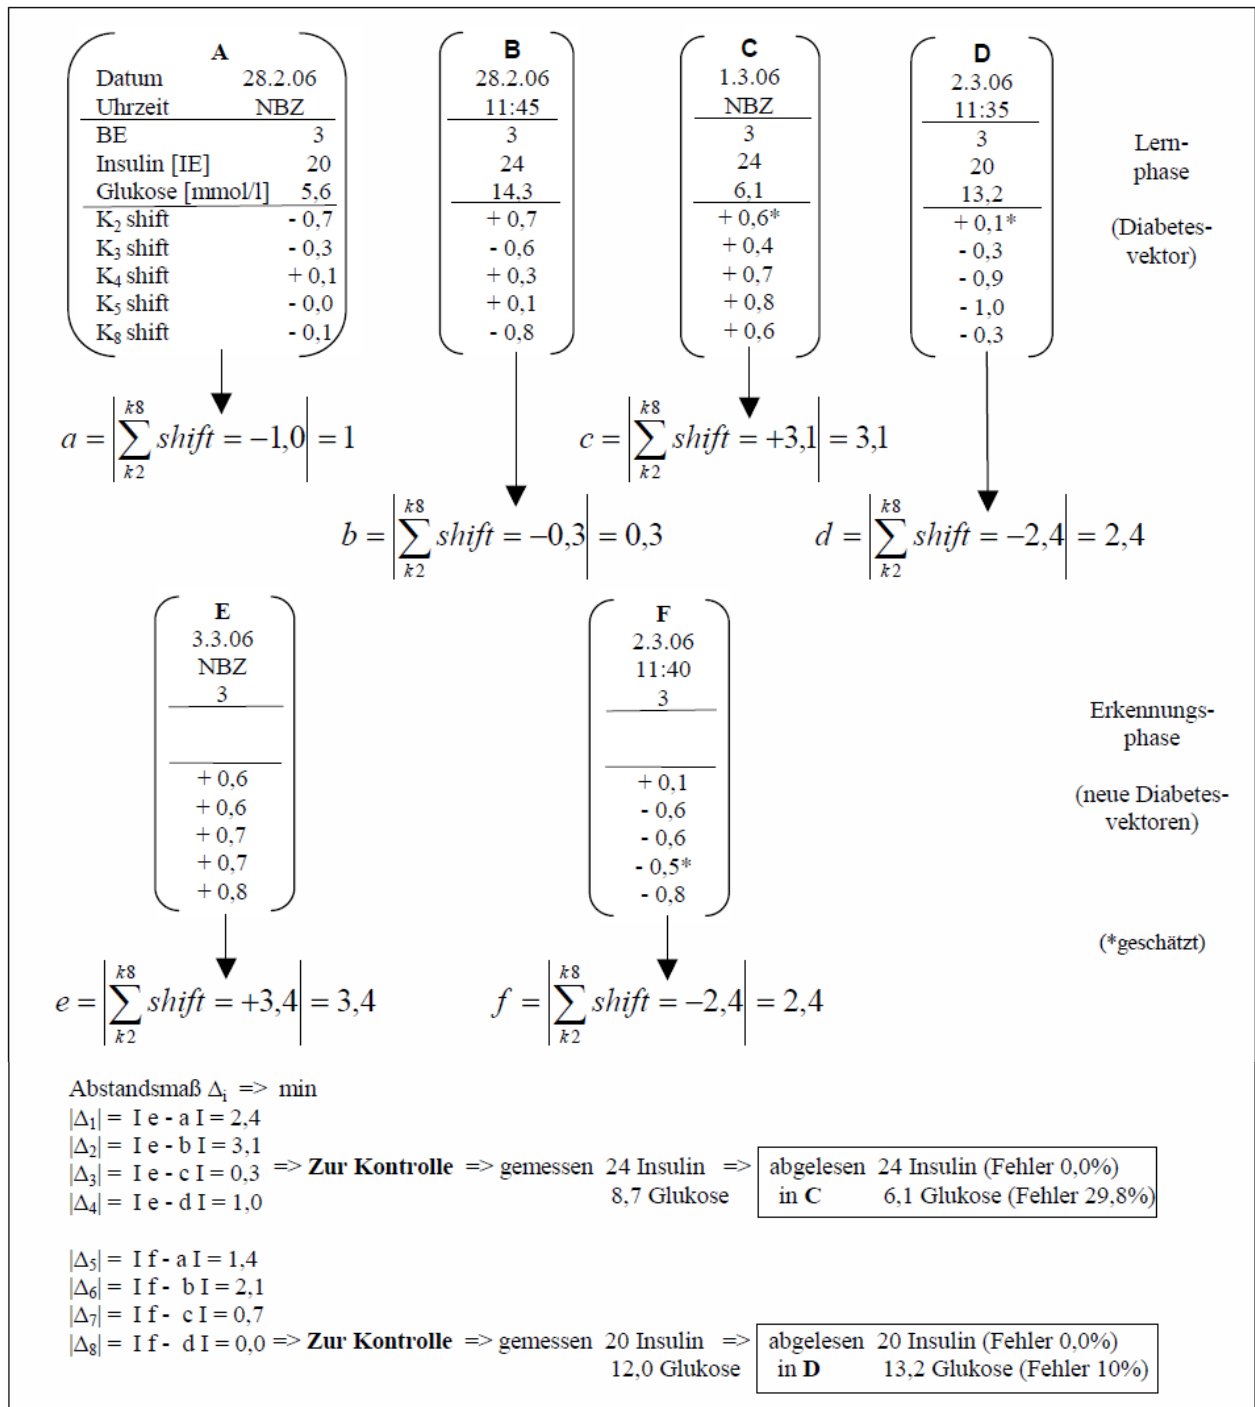 A
Datum 28.2.06
Uhrzeit NBZ
BE 3
Insulin [IE] 20
Glukose [mmol/l] 5,6
K₂ shift - 0,7
K₃ shift - 0,3
K₄ shift + 0,1
K₅ shift - 0,0
K₈ shift - 0,1
B
28.2.06
11:45
3
24
14,3
+ 0,7
- 0,6
+ 0,3
+ 0,1
- 0,8
C
1.3.06
NBZ
3
24
6,1
+ 0,6*
+ 0,4
+ 0,7
+ 0,8
+ 0,6
D
2.3.06
11:35
3
20
13,2
+ 0,1*
- 0,3
- 0,9
- 1,0
- 0,3
Lern-
phase
(Diabetes-
vektor)
a = |∑_{k2}^{k8} shift = −1,0| = 1
c = |∑_{k2}^{k8} shift = +3,1| = 3,1
b = |∑_{k2}^{k8} shift = −0,3| = 0,3
d = |∑_{k2}^{k8} shift = −2,4| = 2,4
E
3.3.06
NBZ
3
+ 0,6
+ 0,6
+ 0,7
+ 0,7
+ 0,8
F
2.3.06
11:40
3
+ 0,1
- 0,6
- 0,6
- 0,5*
- 0,8
Erkennungs-
phase
(neue Diabetes-
vektoren)
(*geschätzt)
e = |∑_{k2}^{k8} shift = +3,4| = 3,4
f = |∑_{k2}^{k8} shift = −2,4| = 2,4
Abstandsmaß Δᵢ => min
|Δ₁| = I e - a I = 2,4
|Δ₂| = I e - b I = 3,1
|Δ₃| = I e - c I = 0,3 => Zur Kontrolle => gemessen 24 Insulin => abgelesen 24 Insulin (Fehler 0,0%)
8,7 Glukose in C 6,1 Glukose (Fehler 29,8%)
|Δ₄| = I e - d I = 1,0
|Δ₅| = I f - a I = 1,4
|Δ₆| = I f - b I = 2,1
|Δ₇| = I f - c I = 0,7
|Δ₈| = I f - d I = 0,0 => Zur Kontrolle => gemessen 20 Insulin => abgelesen 20 Insulin (Fehler 0,0%)
12,0 Glukose in D 13,2 Glukose (Fehler 10%)